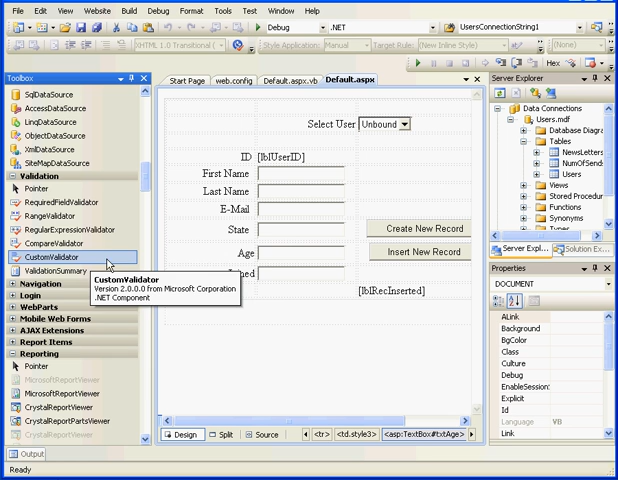 File Edit View Website Build Debug Format Tools Test Window Help
Debug .NET UsersConnectionString1
XHTML 1.0 Transitional ( Style Application: Manual Target Rule: (New Inline Style) (None)
Hex
Toolbox
SqlDataSource
AccessDataSource
LinqDataSource
ObjectDataSource
XmlDataSource
SiteMapDataSource
Validation
Pointer
RequiredFieldValidator
RangeValidator
RegularExpressionValidator
CompareValidator
CustomValidator
ValidationSummary
CustomValidator
Version 2.0.0.0 from Microsoft Corporation
.NET Component
Navigation
Login
WebParts
Mobile Web Forms
AJAX Extensions
Report Items
Reporting
Pointer
MicrosoftReportViewer
MicrosoftReportViewer
CrystalReportViewer
CrystalReportPartsViewer
CrystalReportViewer
Start Page web.config Default.aspx.vb Default.aspx
Select User Unbound
ID [lblUserID]
First Name
Last Name
E-Mail
State Create New Record
Age Insert New Record
[lblRecInserted]
Design Split Source <tr> <td.style3> <asp:TextBox#txtAge>
Server Explorer
Data Connections
Users.mdf
Database Diagra
Tables
NewsLetters
NumOfSends
Users
Views
Stored Procedur
Functions
Synonyms
Types
Server Expl... Solution Ex...
Properties
DOCUMENT
ALink
Background
BgColor
Class
Culture
Debug
EnableSession
Explicit
Id
Language VB
Link
Output
Ready